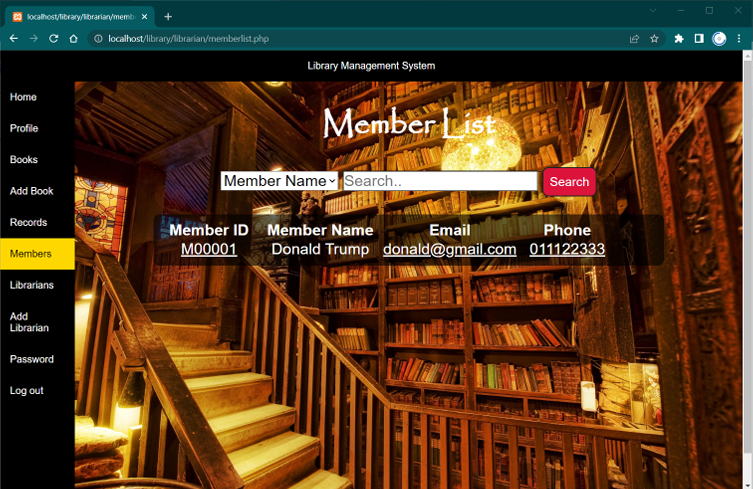 localhost/library/librarian/memb
localhost/library/librarian/memberlist.php
Library Management System
Home
Profile
Books
Add Book
Records
Members
Librarians
Add
Librarian
Password
Log out
Member List
Member Name Search.. Search
Member ID Member Name Email Phone
M00001 Donald Trump donald@gmail.com 011122333